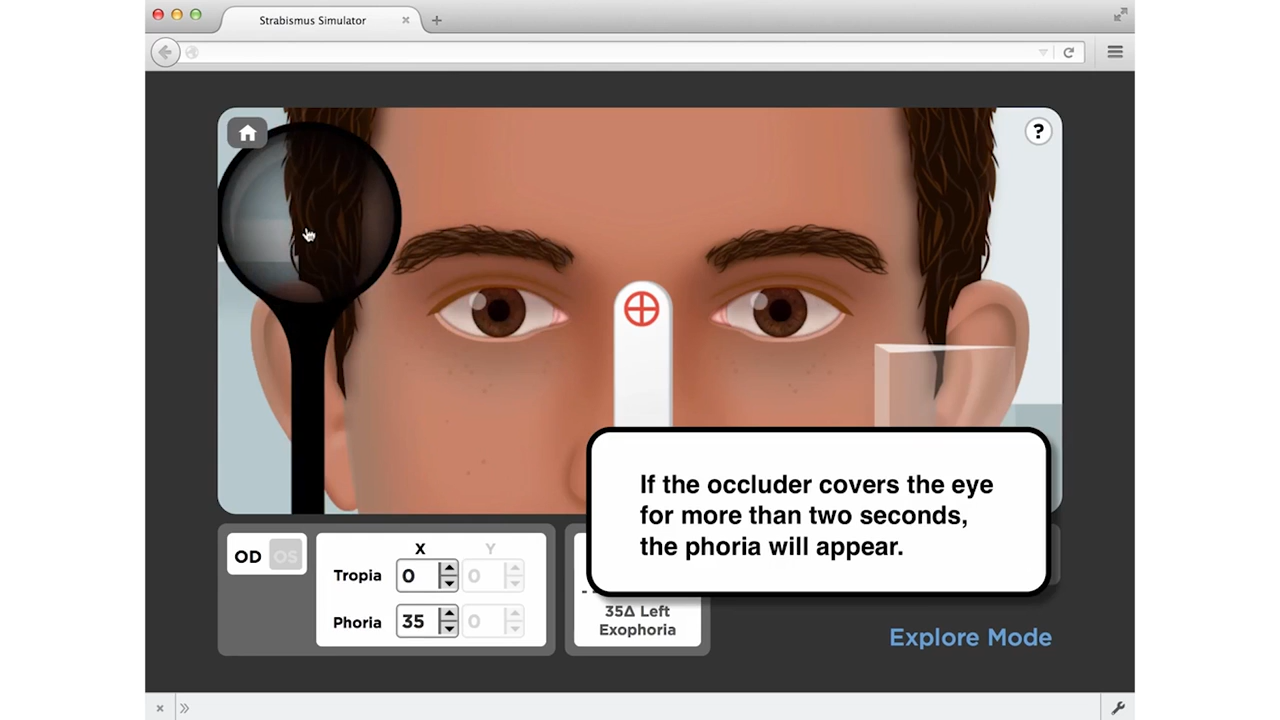 Strabismus Simulator
?
If the occluder covers the eye
for more than two seconds,
the phoria will appear.
OD OS
X Y
Tropia 0 0
Phoria 35 0
35Δ Left
Exophoria
Explore Mode